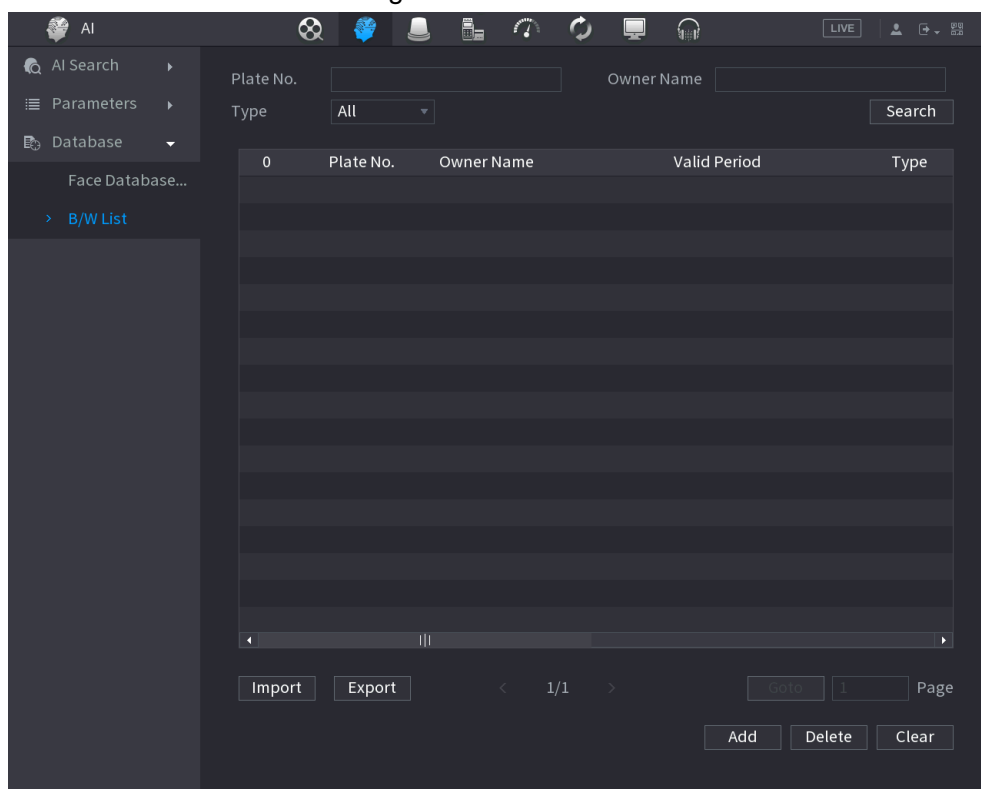 AI
LIVE
AI Search
Parameters
Database
Face Database...
B/W List
Plate No.
Owner Name
Type
All
Search
0 Plate No. Owner Name Valid Period Type
Import Export < 1/1 > Goto 1 Page
Add Delete Clear